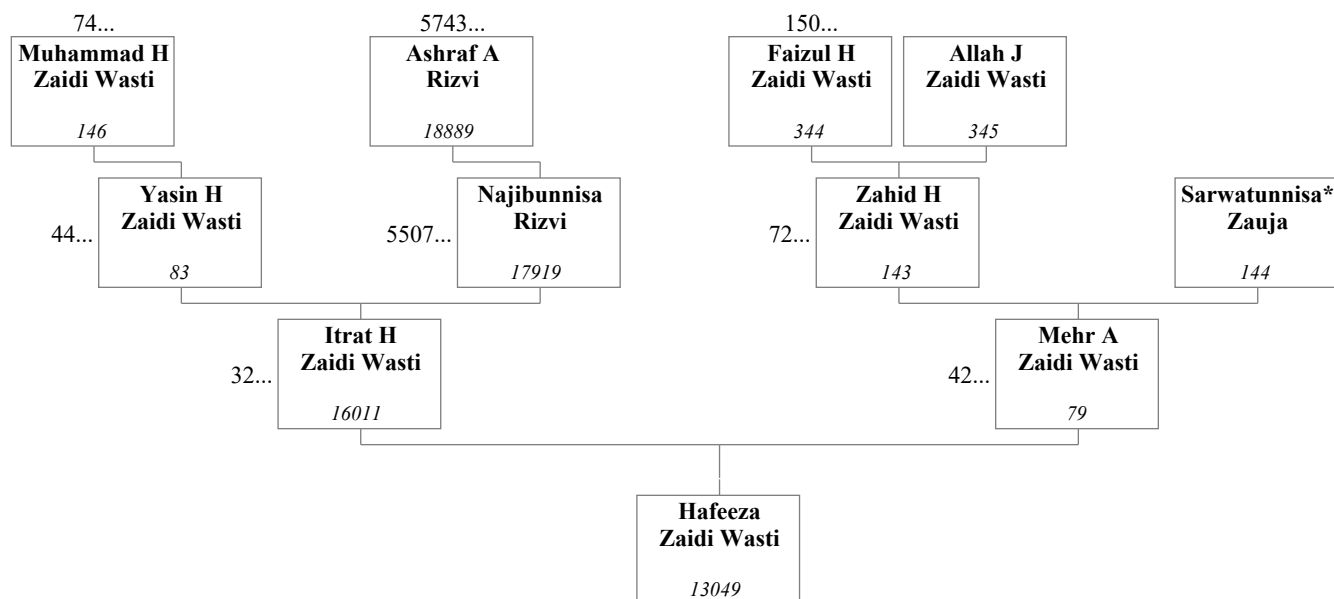 74...
5743...
150...
Muhammad H
Zaidi Wasti
146
Ashraf A
Rizvi
18889
Faizul H
Zaidi Wasti
344
Allah J
Zaidi Wasti
345
44...
Yasin H
Zaidi Wasti
83
5507...
Najibunnisa
Rizvi
17919
72...
Zahid H
Zaidi Wasti
143
Sarwatunnisa*
Zauja
144
32...
Itrat H
Zaidi Wasti
16011
42...
Mehr A
Zaidi Wasti
79
Hafeeza
Zaidi Wasti
13049